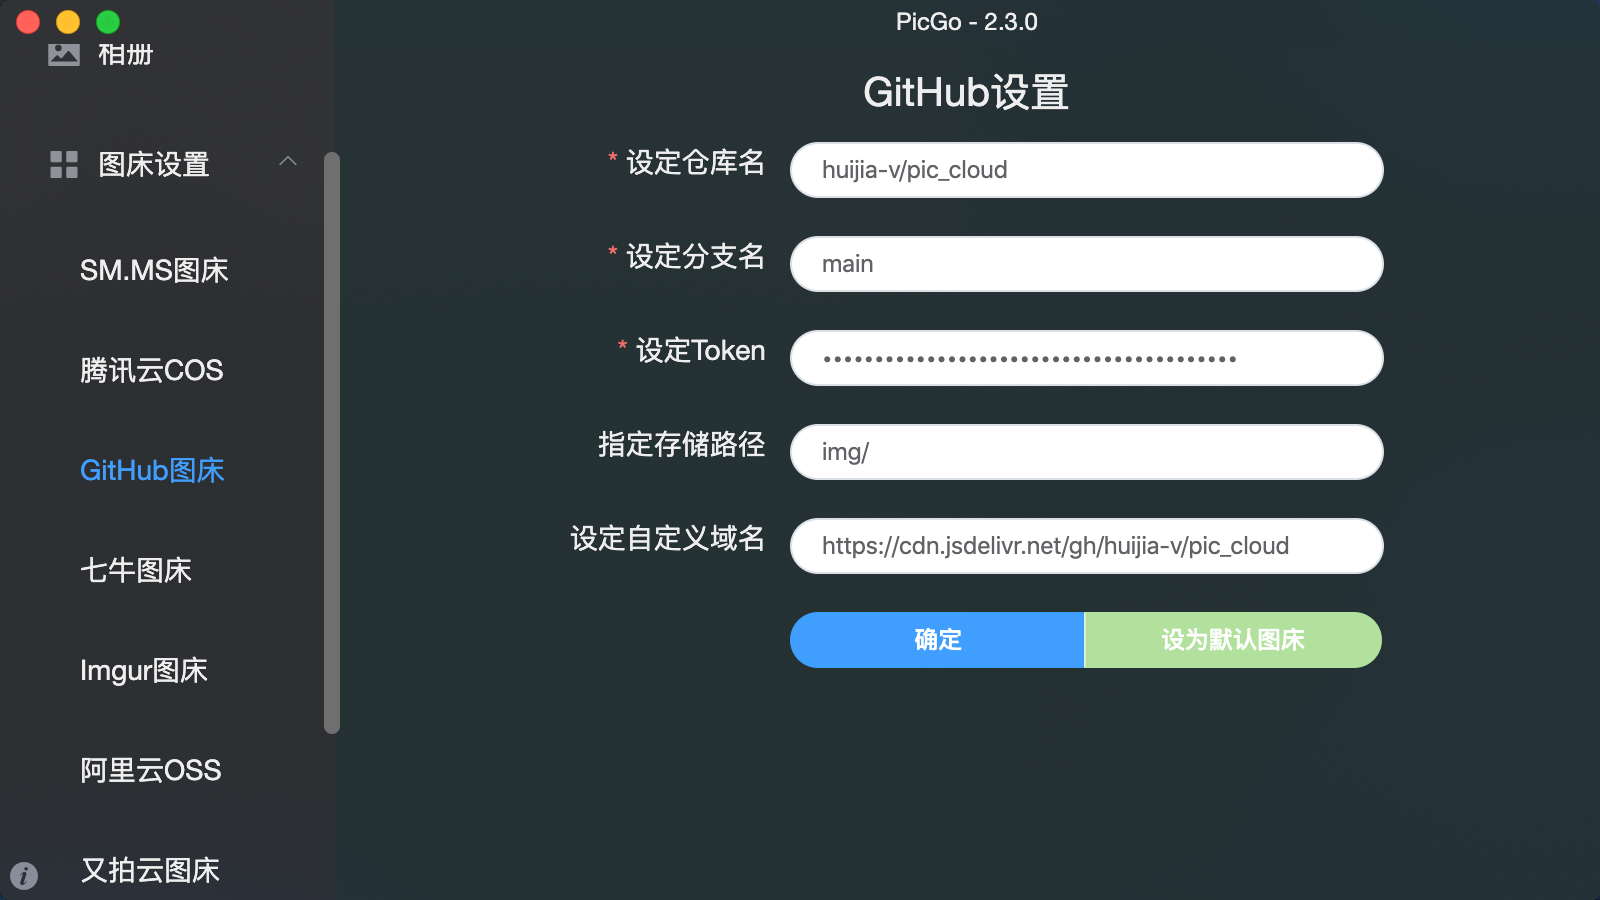 PicGo - 2.3.0
相册
图床设置
SM.MS图床
腾讯云COS
GitHub图床
七牛图床
Imgur图床
阿里云OSS
又拍云图床
GitHub设置
* 设定仓库名
huijia-v/pic_cloud
* 设定分支名
main
* 设定Token
••••••••••••••••••••••••••••••••••••••••
指定存储路径
img/
设定自定义域名
https://cdn.jsdelivr.net/gh/huijia-v/pic_cloud
确定
设为默认图床